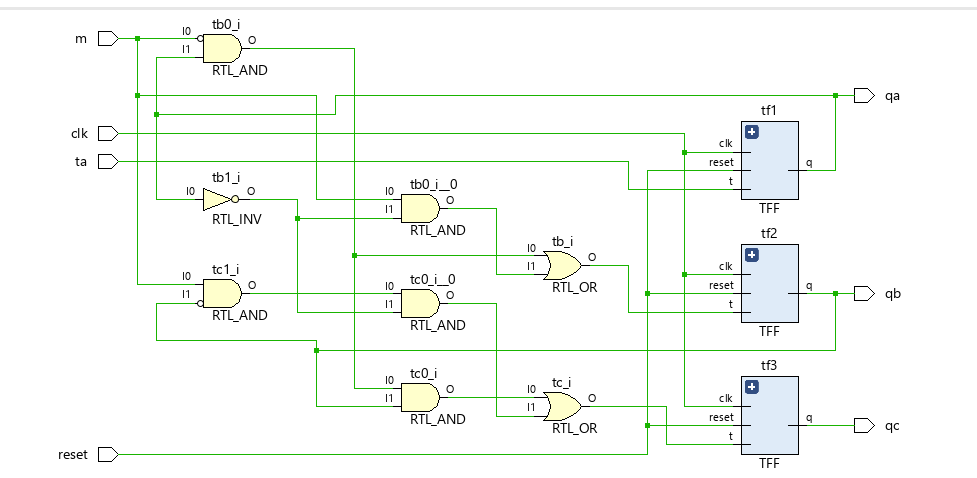 tb0_i
m
I0
I1
O
RTL_AND
qa
tf1
clk
clk
reset
t
q
TFF
ta
tb1_i
I0
O
RTL_INV
tb0_i__0
I0
I1
O
RTL_AND
tb_i
I0
I1
O
RTL_OR
tf2
clk
reset
t
q
TFF
qb
tc1_i
I0
I1
O
RTL_AND
tc0_i__0
I0
I1
O
RTL_AND
tc0_i
I0
I1
O
RTL_AND
tc_i
I0
I1
O
RTL_OR
tf3
clk
reset
t
q
TFF
qc
reset